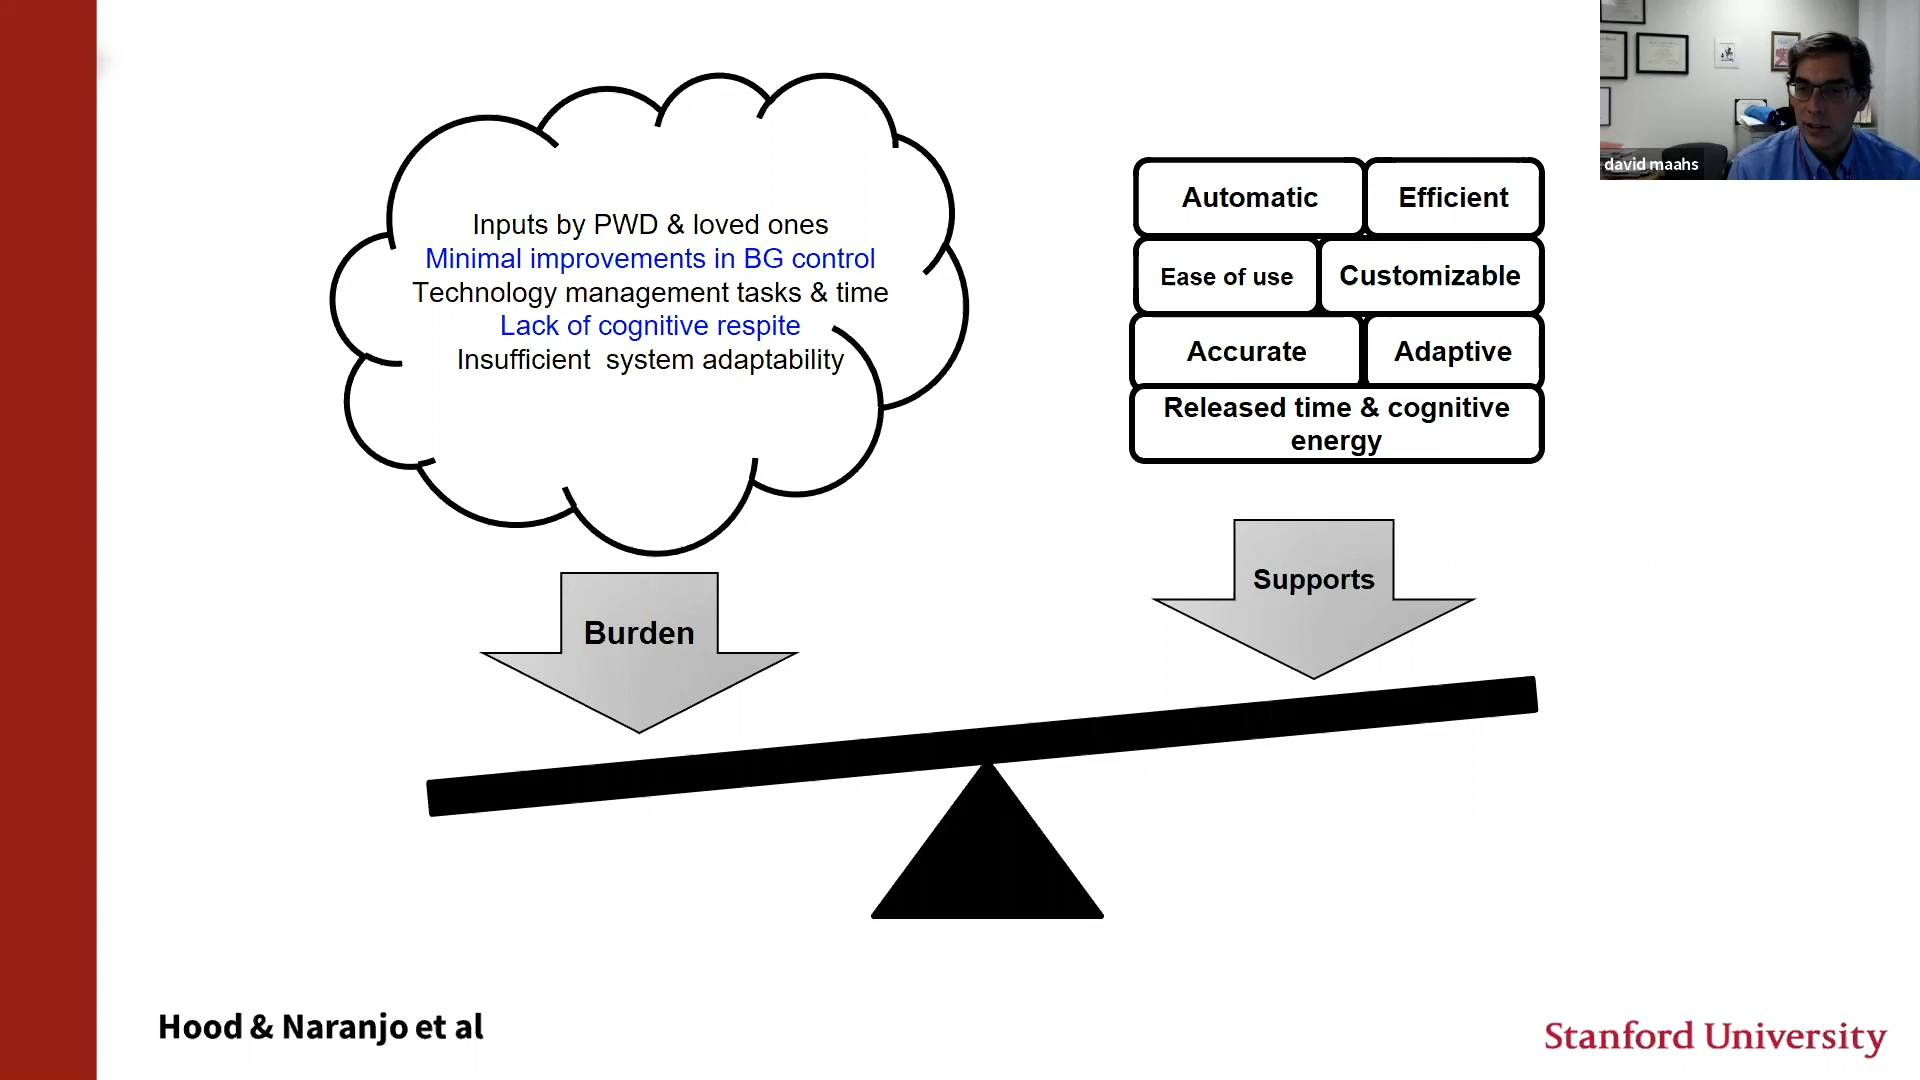 david maahs
Inputs by PWD & loved ones
Minimal improvements in BG control
Technology management tasks & time
Lack of cognitive respite
Insufficient  system adaptability
Automatic
Efficient
Ease of use
Customizable
Accurate
Adaptive
Released time & cognitive
energy
Burden
Supports
Hood & Naranjo et al
Stanford University